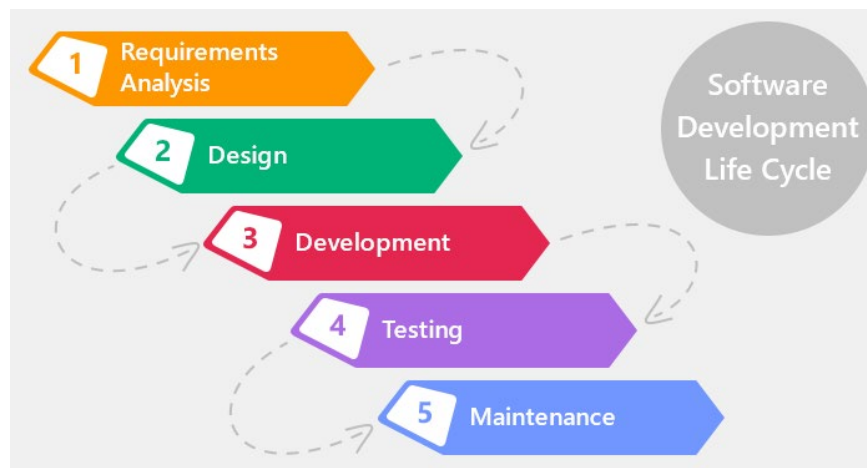 1
Requirements
Analysis
2
Design
3
Development
4
Testing
5
Maintenance
Software
Development
Life Cycle